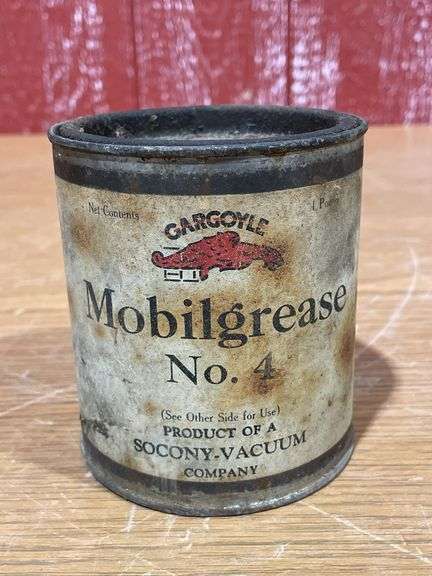 Net Contents
1 Pound
GARGOYLE
Mobilgrease
No. 4
(See Other Side for Use)
PRODUCT OF A
SOCONY-VACUUM
COMPANY